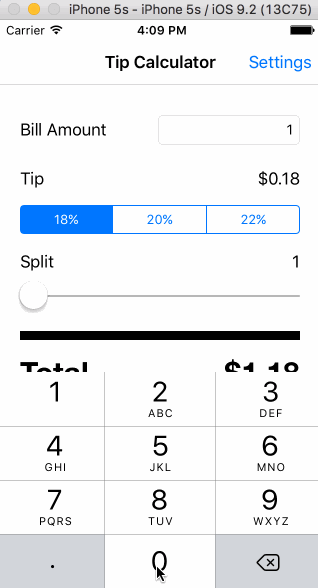 iPhone 5s - iPhone 5s / iOS 9.2 (13C75)
Carrier 4:09 PM
Tip Calculator Settings
Bill Amount 1
Tip $0.18
18% 20% 22%
Split 1
Total $1.18
1 2 3
ABC DEF
4 5 6
GHI JKL MNO
7 8 9
PQRS TUV WXYZ
. 0